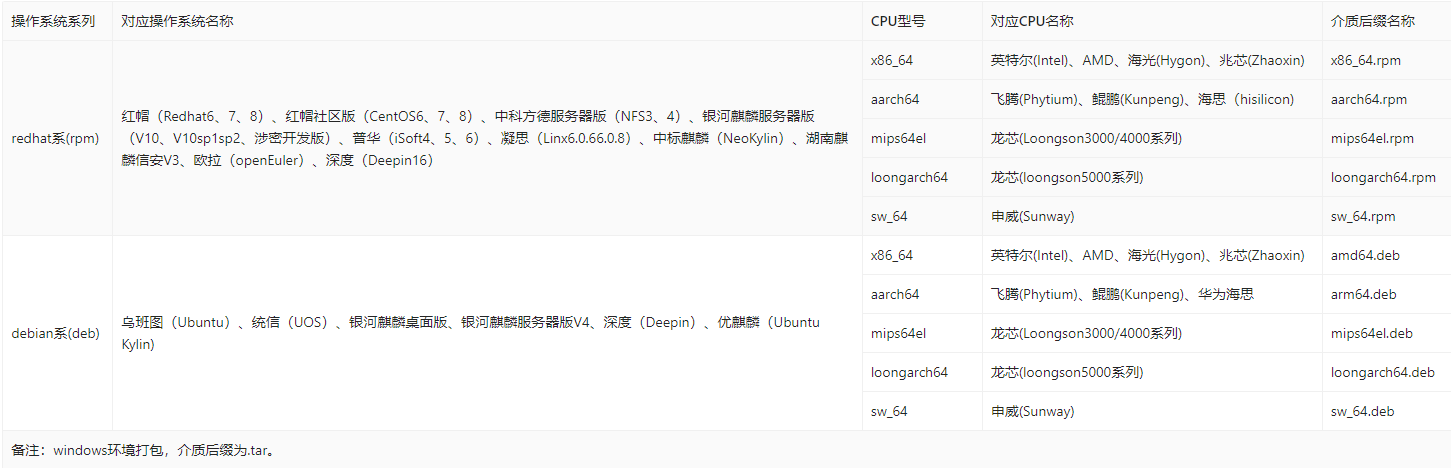 操作系统系列 对应操作系统名称 CPU型号 对应CPU名称 介质后缀名称
redhat系(rpm)
红帽（Redhat6、7、8）、红帽社区版（CentOS6、7、8）、中科方德服务器版（NFS3、4）、银河麒麟服务器版
（V10、V10sp1sp2、涉密开发版）、普华（iSoft4、5、6）、凝思（Linx6.0.66.0.8）、中标麒麟（NeoKylin）、湖南麒
麟信安V3、欧拉（openEuler）、深度（Deepin16）
x86_64 英特尔(Intel)、AMD、海光(Hygon)、兆芯(Zhaoxin) x86_64.rpm
aarch64 飞腾(Phytium)、鲲鹏(Kunpeng)、海思（hisilicon) aarch64.rpm
mips64el 龙芯(Loongson3000/4000系列) mips64el.rpm
loongarch64 龙芯(loongson5000系列) loongarch64.rpm
sw_64 申威(Sunway) sw_64.rpm
debian系(deb)
乌班图（Ubuntu）、统信（UOS）、银河麒麟桌面版、银河麒麟服务器版V4、深度（Deepin）、优麒麟（Ubuntu
Kylin)
x86_64 英特尔(Intel)、AMD、海光(Hygon)、兆芯(Zhaoxin) amd64.deb
aarch64 飞腾(Phytium)、鲲鹏(Kunpeng)、华为海思 arm64.deb
mips64el 龙芯(Loongson3000/4000系列) mips64el.deb
loongarch64 龙芯(loongson5000系列) loongarch64.deb
sw_64 申威(Sunway) sw_64.deb
备注：windows环境打包，介质后缀为.tar。